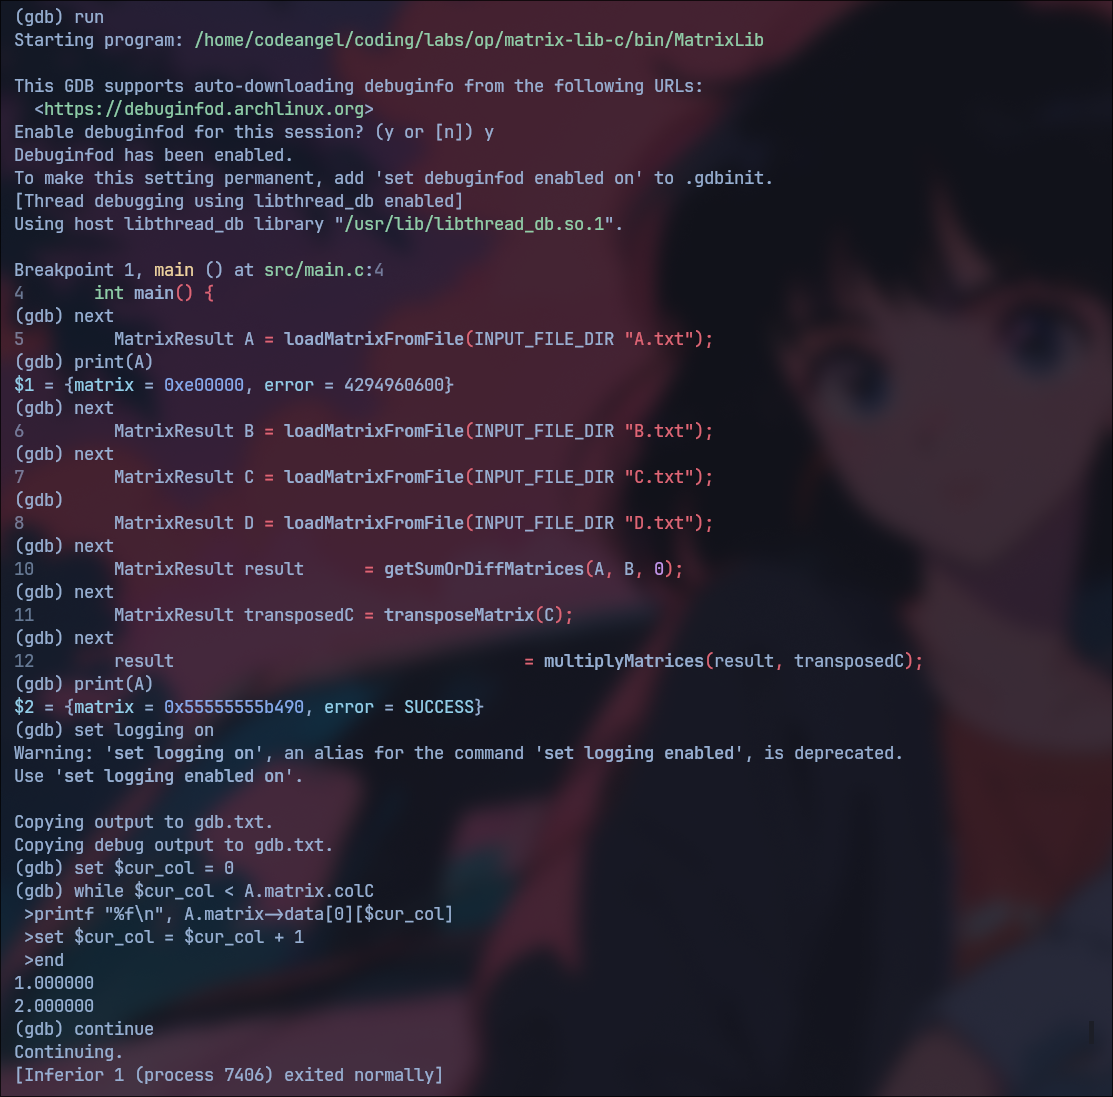 (gdb) run
Starting program: /home/codeangel/coding/labs/op/matrix-lib-c/bin/MatrixLib
This GDB supports auto-downloading debuginfo from the following URLs:
  <https://debuginfod.archlinux.org>
Enable debuginfod for this session? (y or [n]) y
Debuginfod has been enabled.
To make this setting permanent, add 'set debuginfod enabled on' to .gdbinit.
[Thread debugging using libthread_db enabled]
Using host libthread_db library "/usr/lib/libthread_db.so.1".
Breakpoint 1, main () at src/main.c:4
4       int main() {
(gdb) next
5         MatrixResult A = loadMatrixFromFile(INPUT_FILE_DIR "A.txt");
(gdb) print(A)
$1 = {matrix = 0xe00000, error = 4294960600}
(gdb) next
6         MatrixResult B = loadMatrixFromFile(INPUT_FILE_DIR "B.txt");
(gdb) next
7         MatrixResult C = loadMatrixFromFile(INPUT_FILE_DIR "C.txt");
(gdb)
8         MatrixResult D = loadMatrixFromFile(INPUT_FILE_DIR "D.txt");
(gdb) next
10        MatrixResult result      = getSumOrDiffMatrices(A, B, 0);
(gdb) next
11        MatrixResult transposedC = transposeMatrix(C);
(gdb) next
12        result                                   = multiplyMatrices(result, transposedC);
(gdb) print(A)
$2 = {matrix = 0x55555555b490, error = SUCCESS}
(gdb) set logging on
Warning: 'set logging on', an alias for the command 'set logging enabled', is deprecated.
Use 'set logging enabled on'.
Copying output to gdb.txt.
Copying debug output to gdb.txt.
(gdb) set $cur_col = 0
(gdb) while $cur_col < A.matrix.colC
 >printf "%f\n", A.matrix->data[0][$cur_col]
 >set $cur_col = $cur_col + 1
 >end
1.000000
2.000000
(gdb) continue
Continuing.
[Inferior 1 (process 7406) exited normally]